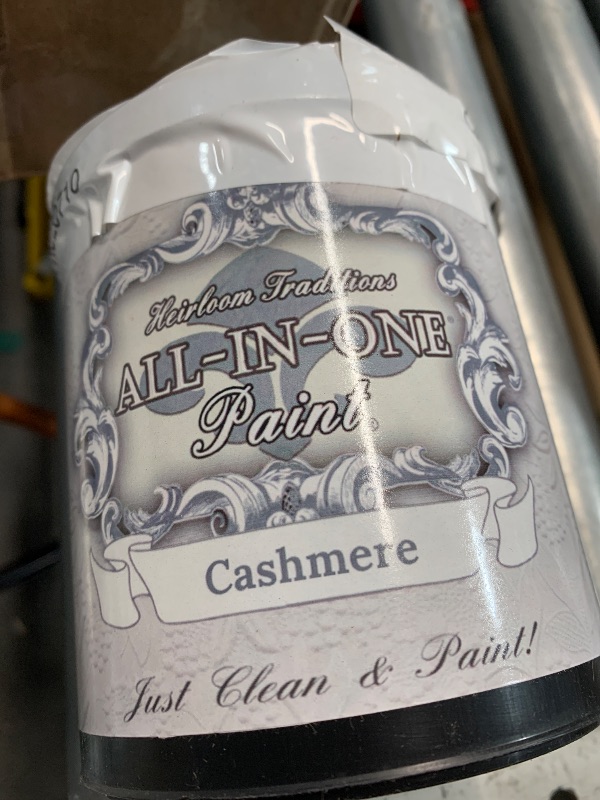 Heirloom Traditions
ALL-IN-ONE
Paint
Cashmere
Just Clean & Paint!